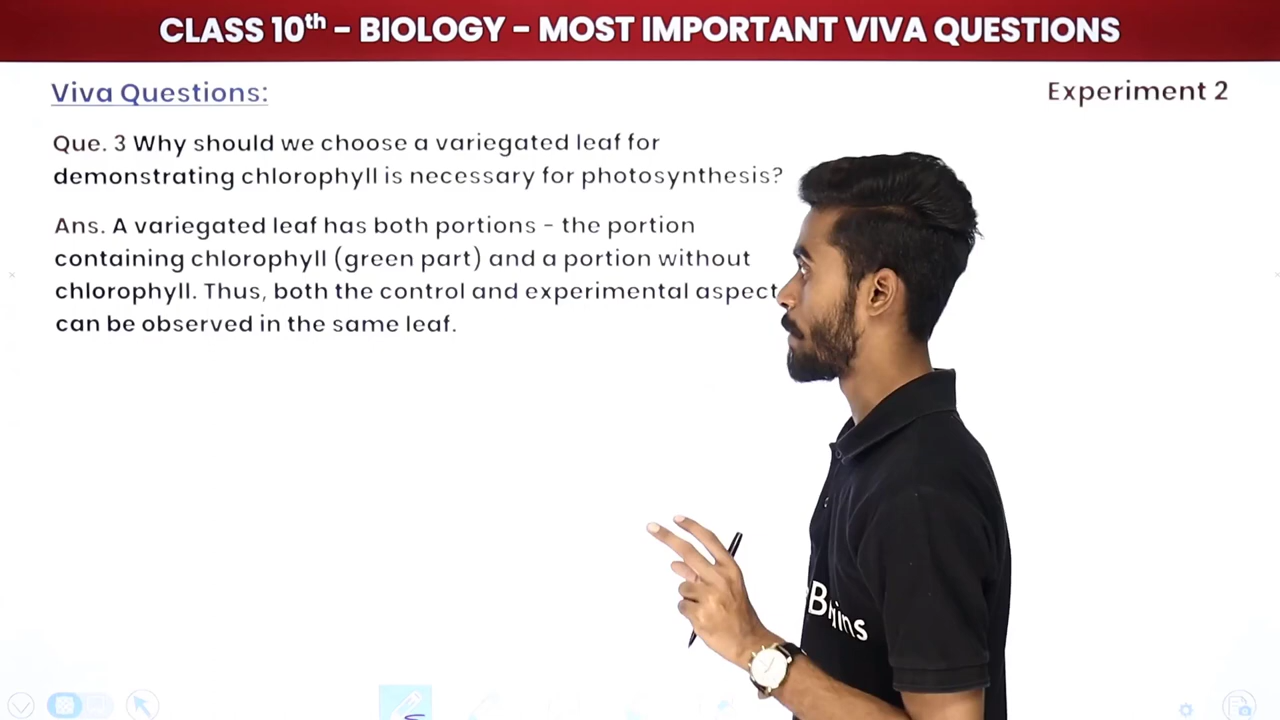 CLASS 10th - BIOLOGY - MOST IMPORTANT VIVA QUESTIONS
Viva Questions:
Experiment 2
Que. 3 Why should we choose a variegated leaf for
demonstrating chlorophyll is necessary for photosynthesis?
Ans. A variegated leaf has both portions - the portion
containing chlorophyll (green part) and a portion without
chlorophyll. Thus, both the control and experimental aspect
can be observed in the same leaf.